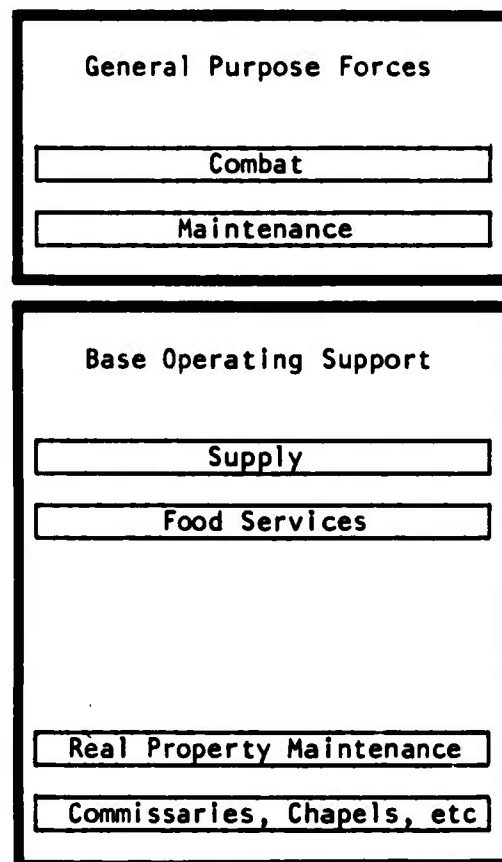 General Purpose Forces
Combat
Maintenance
Base Operating Support
Supply
Food Services
Real Property Maintenance
Commissaries, Chapels, etc